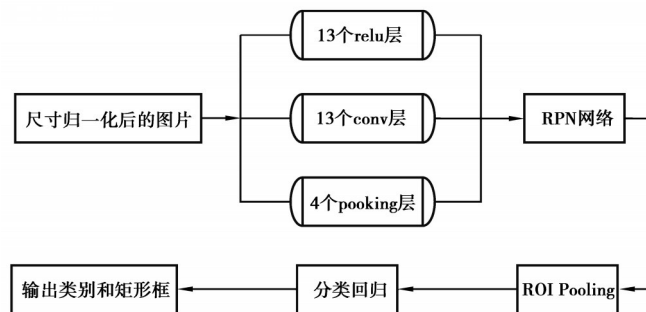 13个relu层
尺寸归一化后的图片
13个conv层
RPN网络
4个pooking层
输出类别和矩形框
分类回归
ROI Pooling